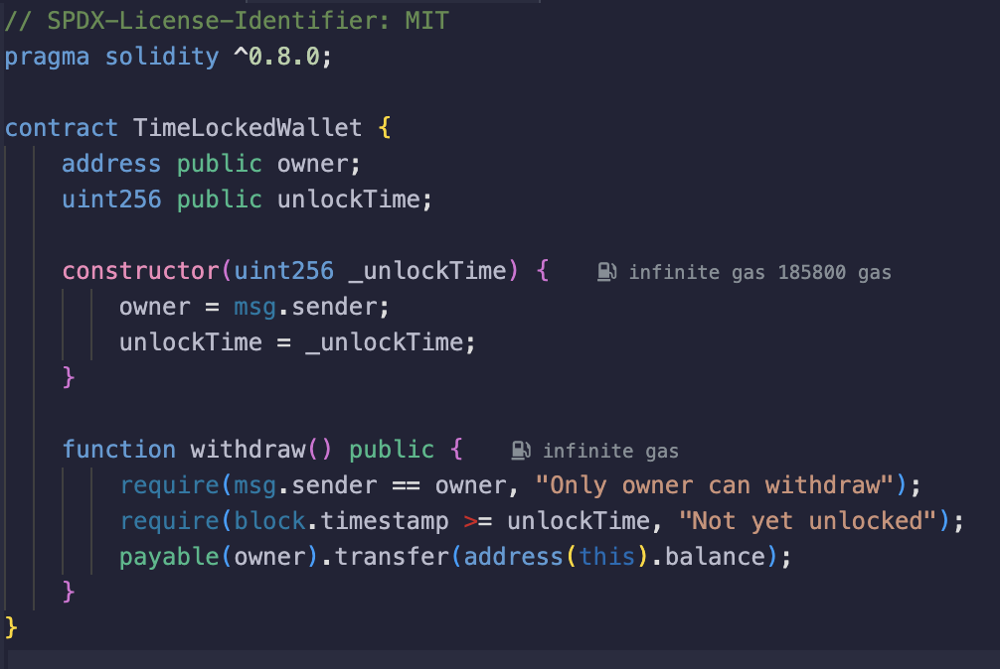 // SPDX-License-Identifier: MIT
pragma solidity ^0.8.0;
contract TimeLockedWallet {
address public owner;
uint256 public unlockTime;
constructor(uint256 _unlockTime) { infinite gas 185800 gas
owner = msg.sender;
unlockTime = _unlockTime;
}
function withdraw() public { infinite gas
require(msg.sender == owner, "Only owner can withdraw");
require(block.timestamp >= unlockTime, "Not yet unlocked");
payable(owner).transfer(address(this).balance);
}
}